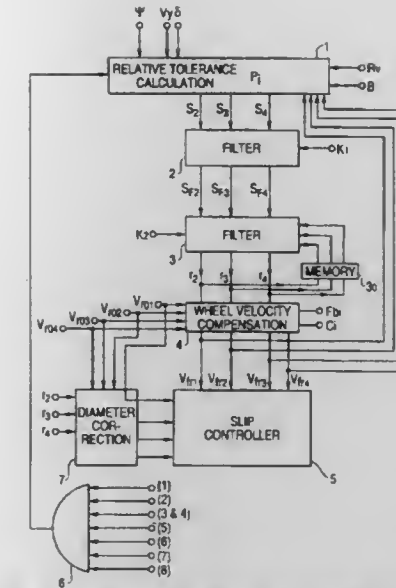 Ψ Vy δ
1
RELATIVE TOLERANCE CALCULATION Pi
Rv
B
S2 S3 S4
FILTER
K1
2
SF2 SF3 SF4
K2
FILTER
3
r2 r3 r4
MEMORY
30
Vr01
Vr02
Vr03
Vr04
WHEEL VELOCITY COMPENSATION
Fbi
Ci
4
Vfr1 Vfr2 Vfr3 Vfr4
r2
r3
r4
DIAMETER COR-RECTION
SLIP CONTROLLER
7
5
(1)
(2)
(3 & 4)
(5)
(6)
(7)
(8)
6